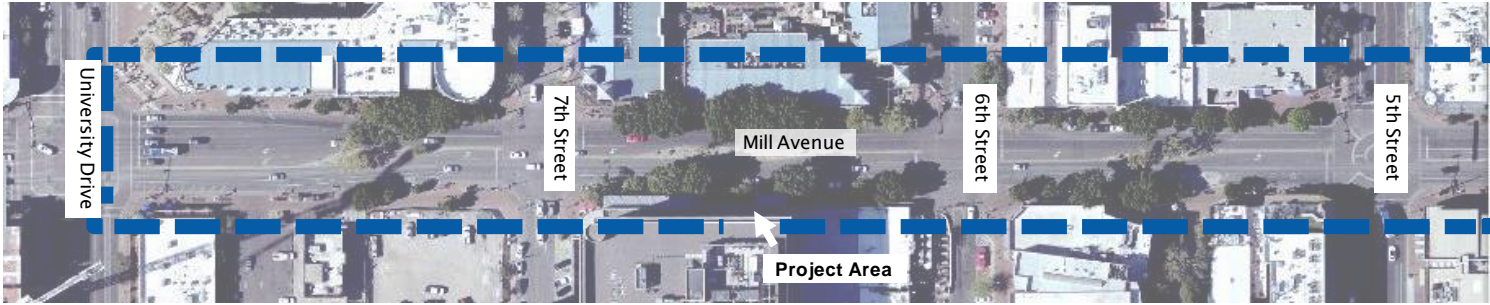 University Drive
7th Street
Mill Avenue
6th Street
5th Street
Project Area